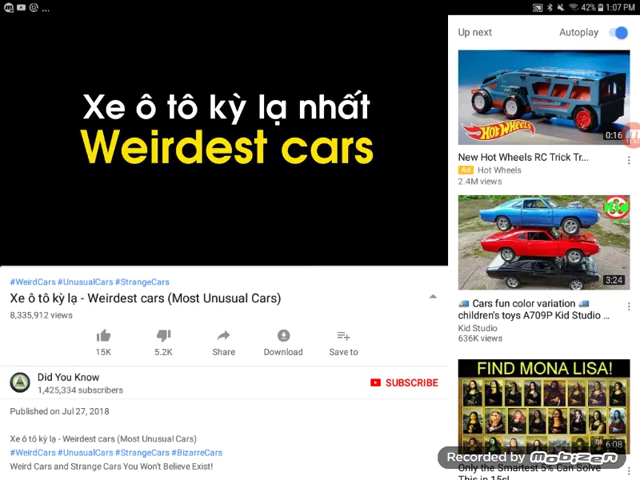 42% 1:07 PM
Xe ô tô kỳ lạ nhất
Weirdest cars
#WeirdCars #UnusualCars #StrangeCars
Xe ô tô kỳ lạ - Weirdest cars (Most Unusual Cars)
8,335,912 views
15K
5.2K
Share
Download
Save to
Did You Know
1,425,334 subscribers
SUBSCRIBE
Published on Jul 27, 2018
Xe ô tô kỳ lạ - Weirdest cars (Most Unusual Cars)
#WeirdCars #UnusualCars #StrangeCars #BizarreCars
Weird Cars and Strange Cars You Won't Believe Exist!
Up next
Autoplay
HOT WHEELS
0:16
New Hot Wheels RC Trick Tr...
Ad Hot Wheels
2.4M views
3:24
Cars fun color variation
children's toys A709P Kid Studio ...
Kid Studio
636K views
FIND MONA LISA!
6:08
Recorded by Mobizen
Only the Smartest 5% Can Solve
This in 15s!